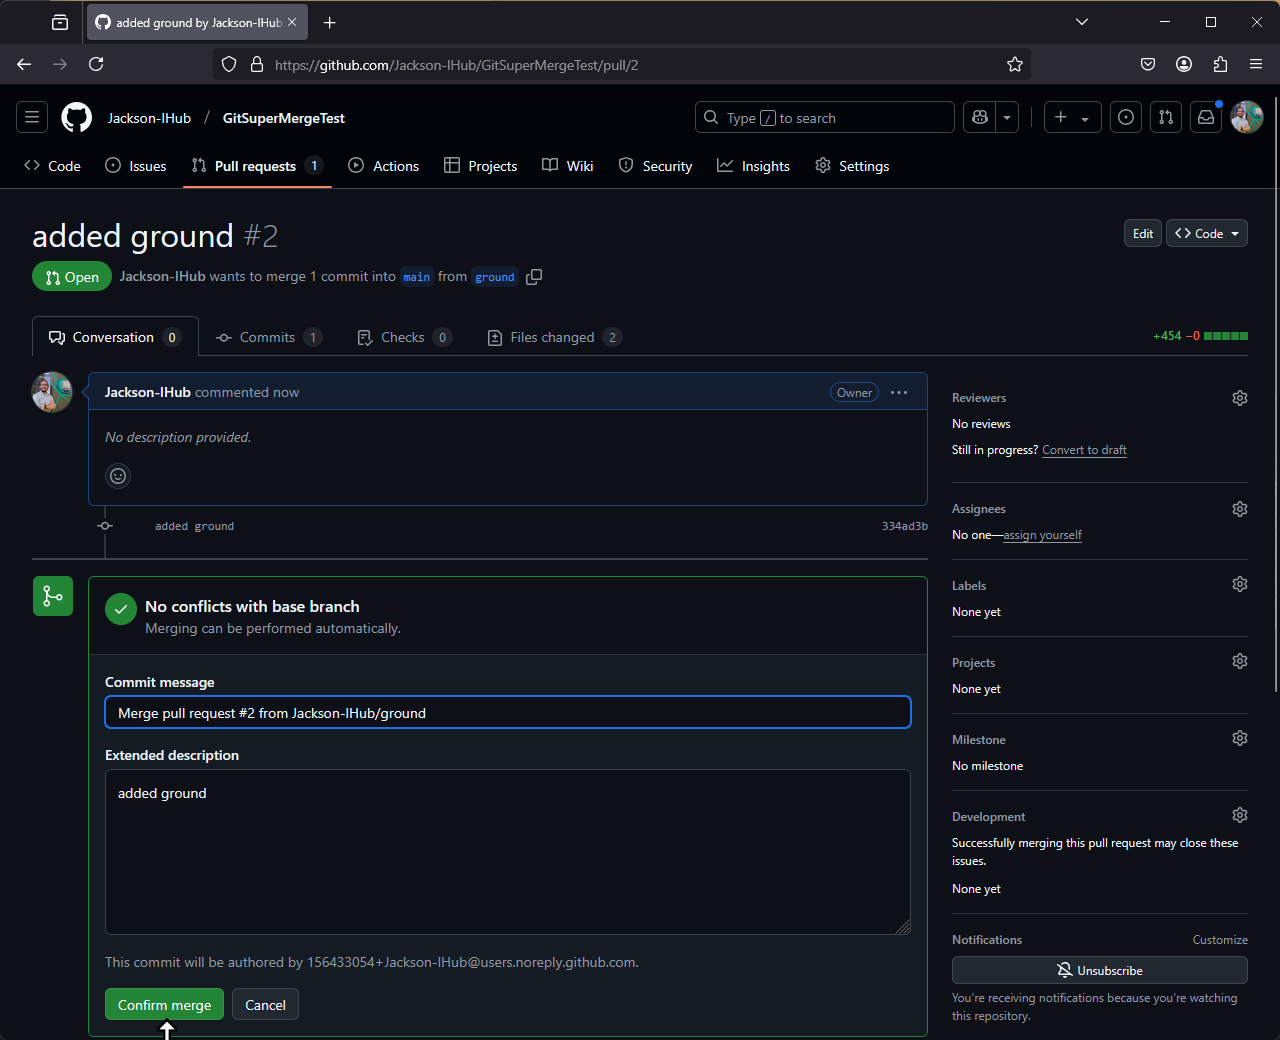 added ground by Jackson-IHub
https://github.com/Jackson-IHub/GitSuperMergeTest/pull/2
Jackson-IHub / GitSuperMergeTest
Type / to search
Code
Issues
Pull requests 1
Actions
Projects
Wiki
Security
Insights
Settings
added ground #2
Edit
Code
Open
Jackson-IHub wants to merge 1 commit into main from ground
Conversation 0
Commits 1
Checks 0
Files changed 2
+454 −0
Jackson-IHub commented now
Owner
No description provided.
added ground
334ad3b
No conflicts with base branch
Merging can be performed automatically.
Commit message
Merge pull request #2 from Jackson-IHub/ground
Extended description
added ground
This commit will be authored by 156433054+Jackson-IHub@users.noreply.github.com.
Confirm merge
Cancel
Reviewers
No reviews
Still in progress? Convert to draft
Assignees
No one—assign yourself
Labels
None yet
Projects
None yet
Milestone
No milestone
Development
Successfully merging this pull request may close these
issues.
None yet
Notifications
Customize
Unsubscribe
You're receiving notifications because you're watching
this repository.